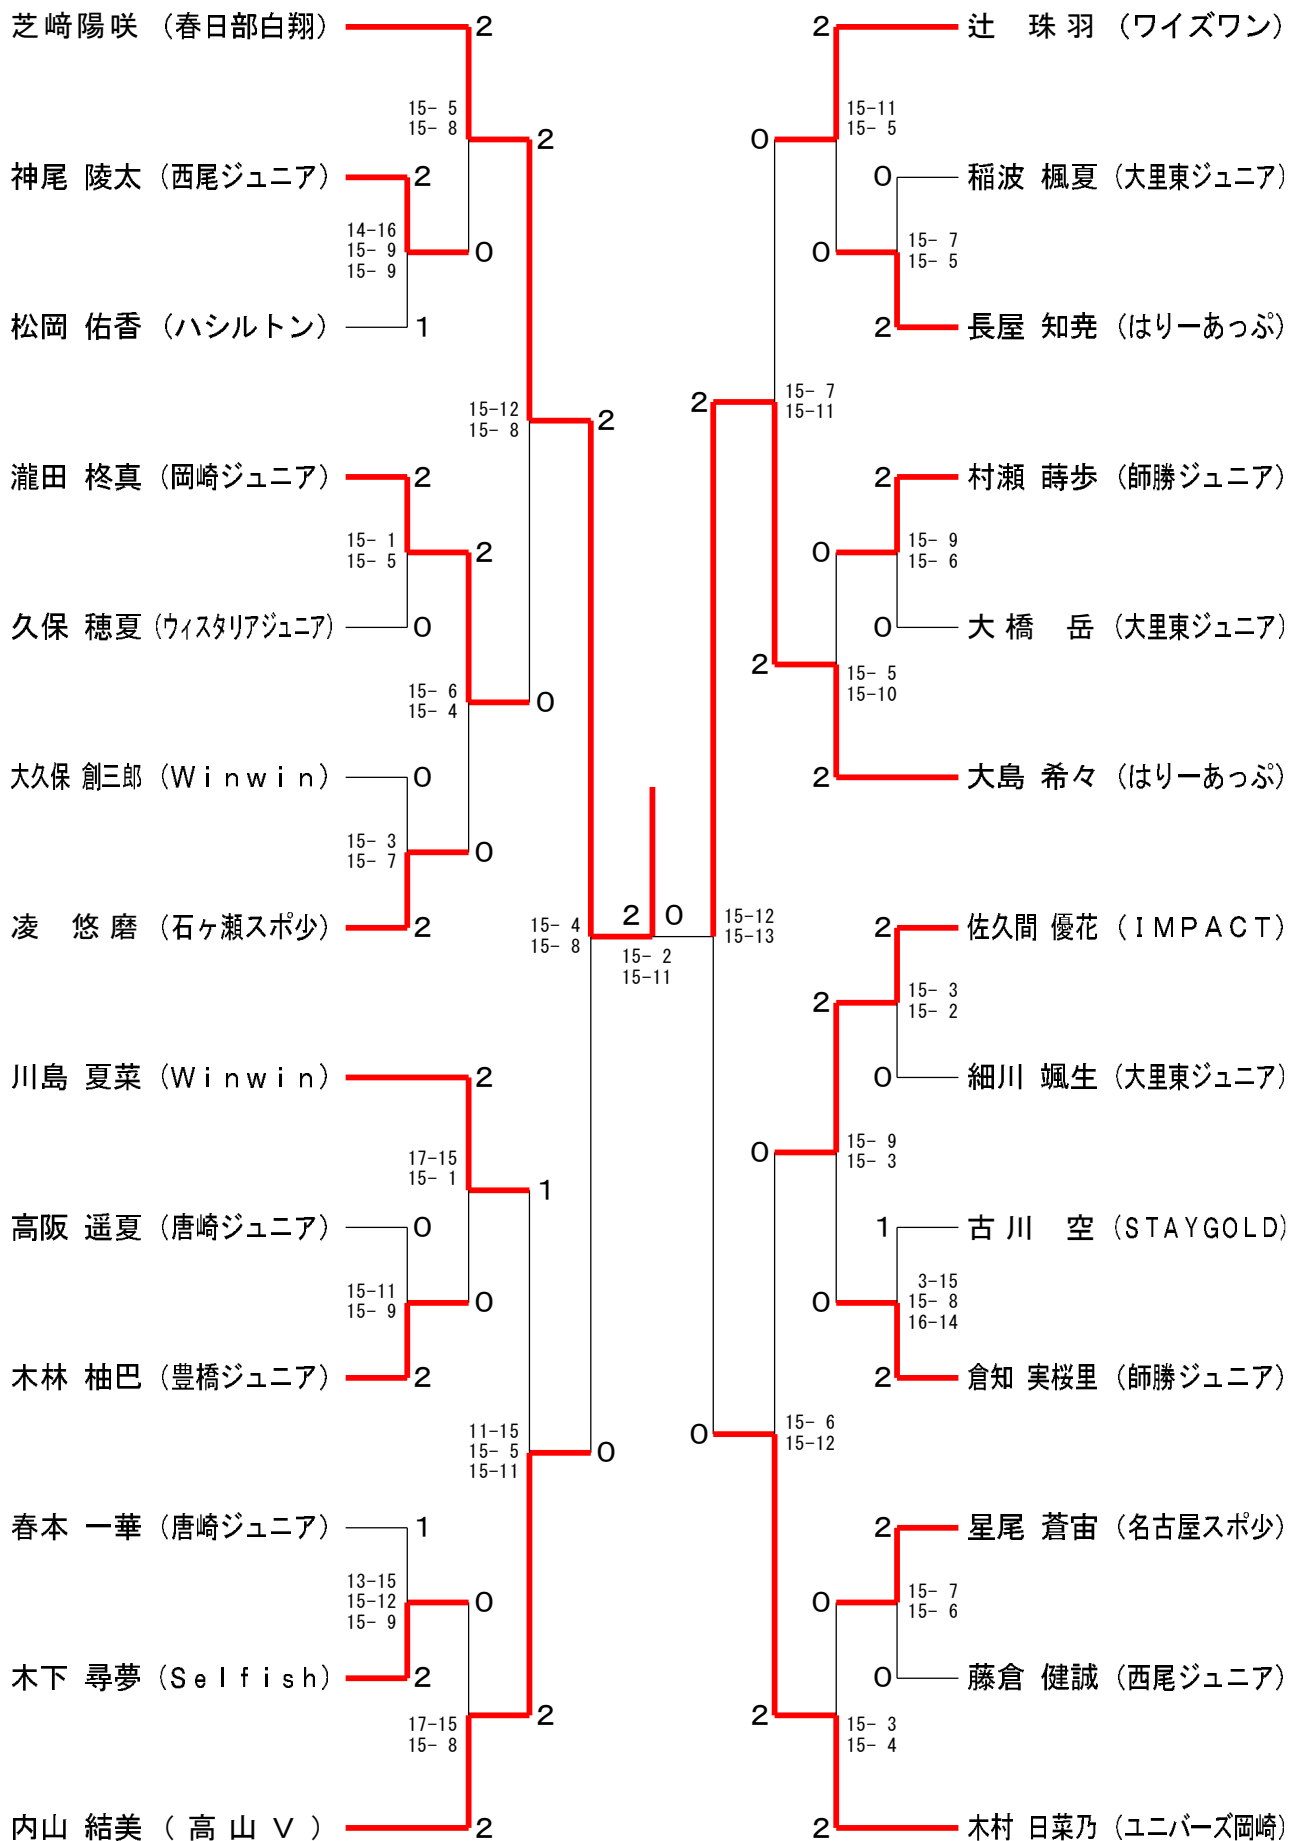 芝﨑陽咲 (春日部白翔) 2
15- 5
15- 8
2
神尾 陵太 (西尾ジュニア) 2
14-16
15- 9
15- 9
0
松岡 佑香 (ハシルトン) 1
15-12
15- 8
2
瀧田 柊真 (岡崎ジュニア) 2
15- 1
15- 5
2
久保 穂夏 (ウィスタリアジュニア) 0
15- 6
15- 4
0
大久保 創三郎 (Winwin) 0
15- 3
15- 7
0
凌 悠磨 (石ヶ瀬スポ少) 2
15- 4
15- 8
2 0
15- 2
15-11
川島 夏菜 (Winwin) 2
17-15
15- 1
1
高阪 遥夏 (唐崎ジュニア) 0
15-11
15- 9
0
木林 柚巴 (豊橋ジュニア) 2
11-15
15- 5
15-11
0
春本 一華 (唐崎ジュニア) 1
13-15
15-12
15- 9
0
木下 尋夢 (Selfish) 2
17-15
15- 8
2
内山 結美 (高山V) 2
2 辻 珠羽 (ワイズワン)
15-11
15- 5
0
0 稲波 楓夏 (大里東ジュニア)
15- 7
15- 5
0
2 長屋 知尭 (はりーあっぷ)
15- 7
15-11
2
2 村瀬 蒔歩 (師勝ジュニア)
15- 9
15- 6
0
0 大橋 岳 (大里東ジュニア)
15- 5
15-10
2
2 大島 希々 (はりーあっぷ)
15-12
15-13
2 佐久間 優花 (IMPACT)
15- 3
15- 2
2
0 細川 颯生 (大里東ジュニア)
15- 9
15- 3
0
1 古川 空 (STAYGOLD)
3-15
15- 8
16-14
0
2 倉知 実桜里 (師勝ジュニア)
15- 6
15-12
0
2 星尾 蒼宙 (名古屋スポ少)
15- 7
15- 6
0
0 藤倉 健誠 (西尾ジュニア)
15- 3
15- 4
2
2 木村 日菜乃 (ユニバーズ岡崎)